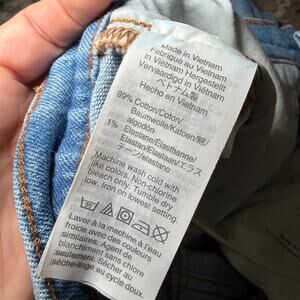 Made in Vietnam
Fabriqué au Vietnam
in Vietnam Hergestellt
Vervaardigd in Viëtnam
ベトナム製
Hecho en Vietnam
99% Cotton/Coton/
Baumwolle/Katoen/綿/
algodón
1% Elastane/Élasthanne/
Elastan/Elastaan/エラス
テーン/elastano
Machine wash cold with
like colors. Non-chlorine
bleach only. Tumble dry
low. Iron on lowest setting.
Laver à la machine à l'eau
froide avec des couleurs
similaires. Agent de
blanchiment sans chlore
seulement. Sécher au
sèche-linge au cycle doux.